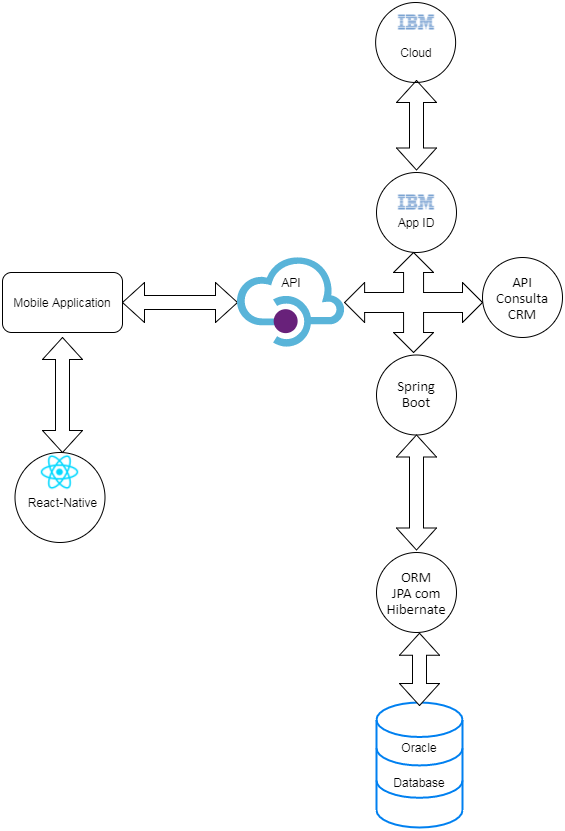 IBM
Cloud
IBM
App ID
API
Mobile Application
API
Consulta
CRM
Spring
Boot
React-Native
ORM
JPA com
Hibernate
Oracle
Database